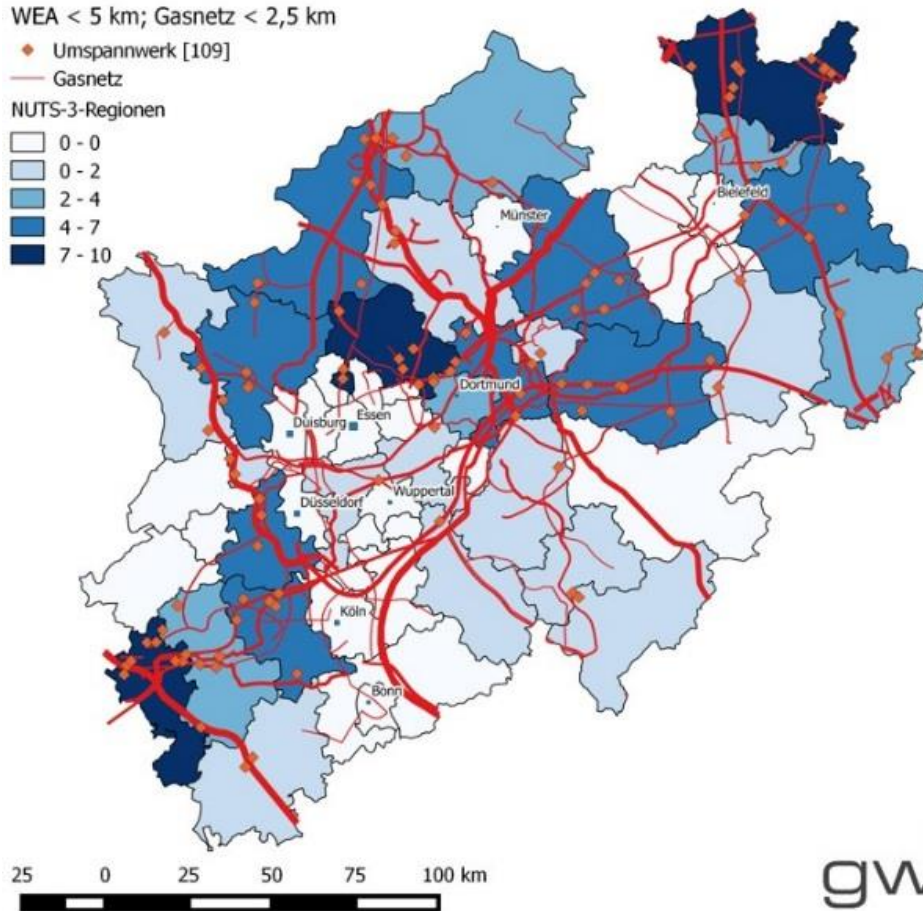 WEA < 5 km; Gasnetz < 2,5 km
Umspannwerk [109]
Gasnetz
NUTS-3-Regionen
0 - 0
0 - 2
2 - 4
4 - 7
7 - 10
Bielefeld
Münster
Dortmund
Essen
Duisburg
Wuppertal
Düsseldorf
Köln
Bonn
25 0 25 50 75 100 km
gw